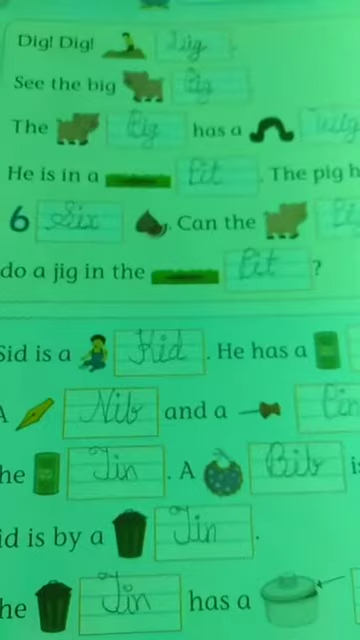 Dig! Dig! Dig.
See the big Pig
The Pig has a
He is in a Pit . The pig h
6 Six . Can the
do a jig in the Pit ?
Sid is a Kid . He has a
A Nib and a
he Tin . A Bib i
id is by a Tin .
he Tin has a